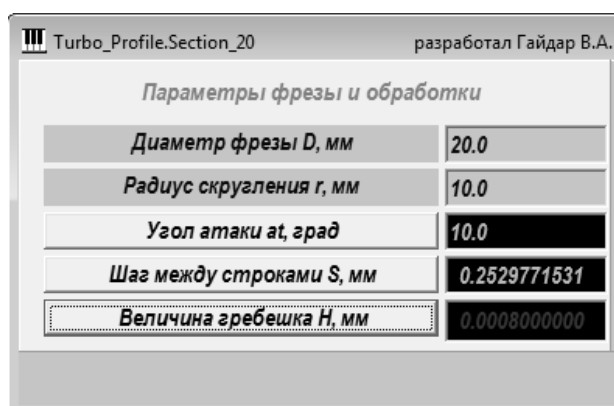 Turbo_Profile.Section_20 разработал Гайдар В.А.
Параметры фрезы и обработки
Диаметр фрезы D, мм 20.0
Радиус скругления r, мм 10.0
Угол атаки at, град 10.0
Шаг между строками S, мм 0.2529771531
Величина гребешка H, мм 0.0008000000